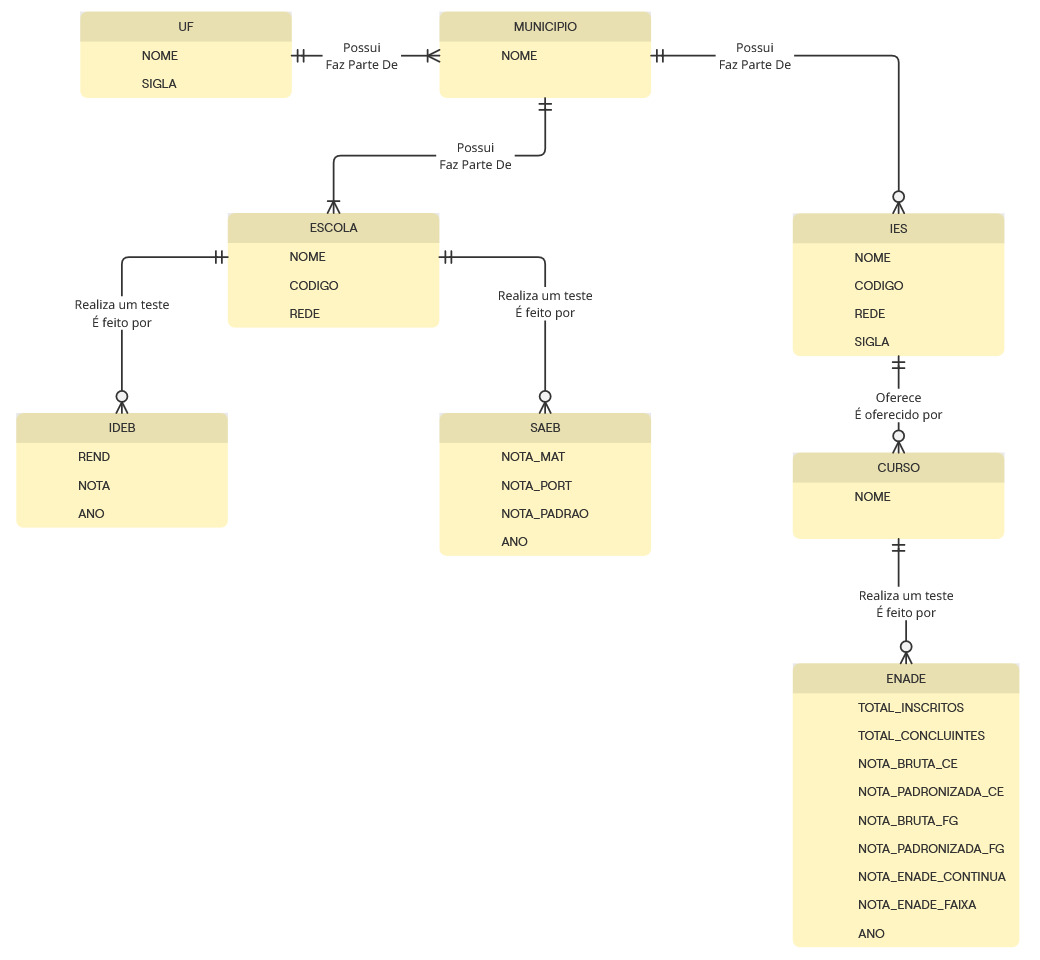 UF
NOME
SIGLA
Possui
Faz Parte De
MUNICIPIO
NOME
Possui
Faz Parte De
Possui
Faz Parte De
ESCOLA
NOME
CODIGO
REDE
IES
NOME
CODIGO
REDE
SIGLA
Realiza um teste
É feito por
Realiza um teste
É feito por
Oferece
É oferecido por
IDEB
REND
NOTA
ANO
SAEB
NOTA_MAT
NOTA_PORT
NOTA_PADRAO
ANO
CURSO
NOME
Realiza um teste
É feito por
ENADE
TOTAL_INSCRITOS
TOTAL_CONCLUINTES
NOTA_BRUTA_CE
NOTA_PADRONIZADA_CE
NOTA_BRUTA_FG
NOTA_PADRONIZADA_FG
NOTA_ENADE_CONTINUA
NOTA_ENADE_FAIXA
ANO